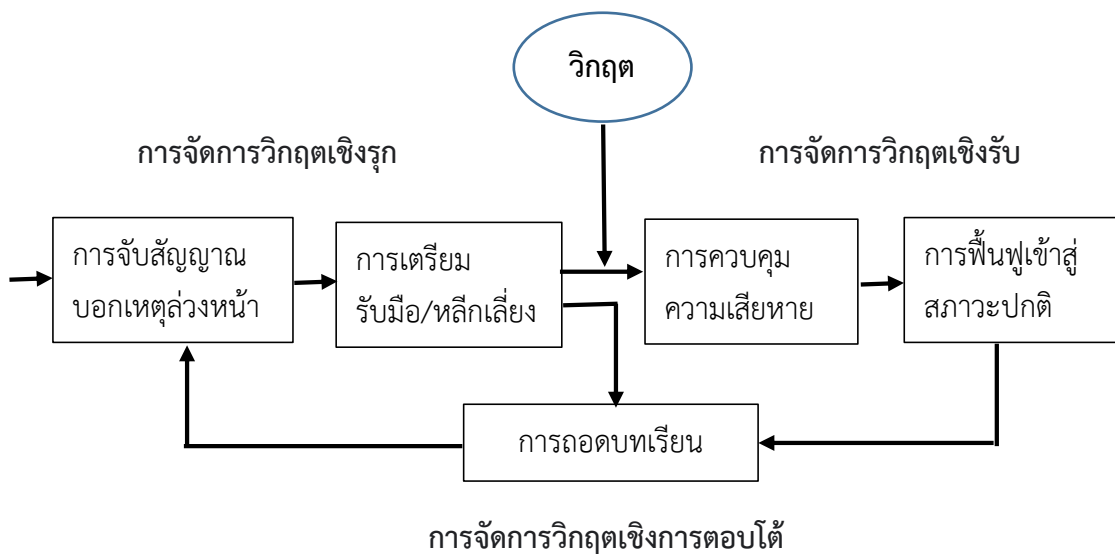 วิกฤต
การจัดการวิกฤตเชิงรุก
การจัดการวิกฤตเชิงรับ
การจับสัญญาณ
บอกเหตุล่วงหน้า
การเตรียม
รับมือ/หลีกเลี่ยง
การควบคุม
ความเสียหาย
การฟื้นฟูเข้าสู่
สภาวะปกติ
การถอดบทเรียน
การจัดการวิกฤตเชิงการตอบโต้